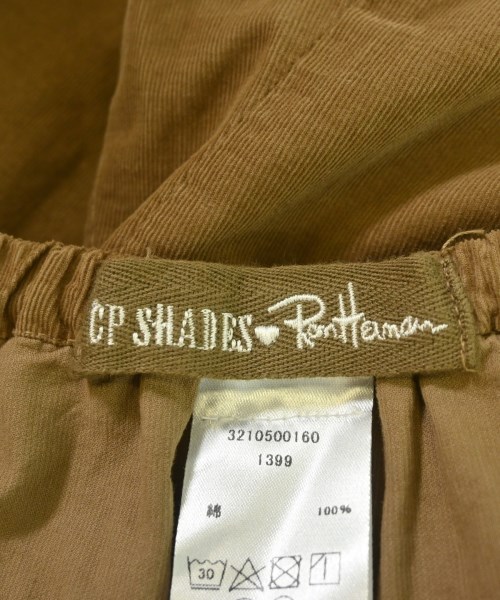 CP SHADES Ron Herman
3210500160
1399
綿 100%
30